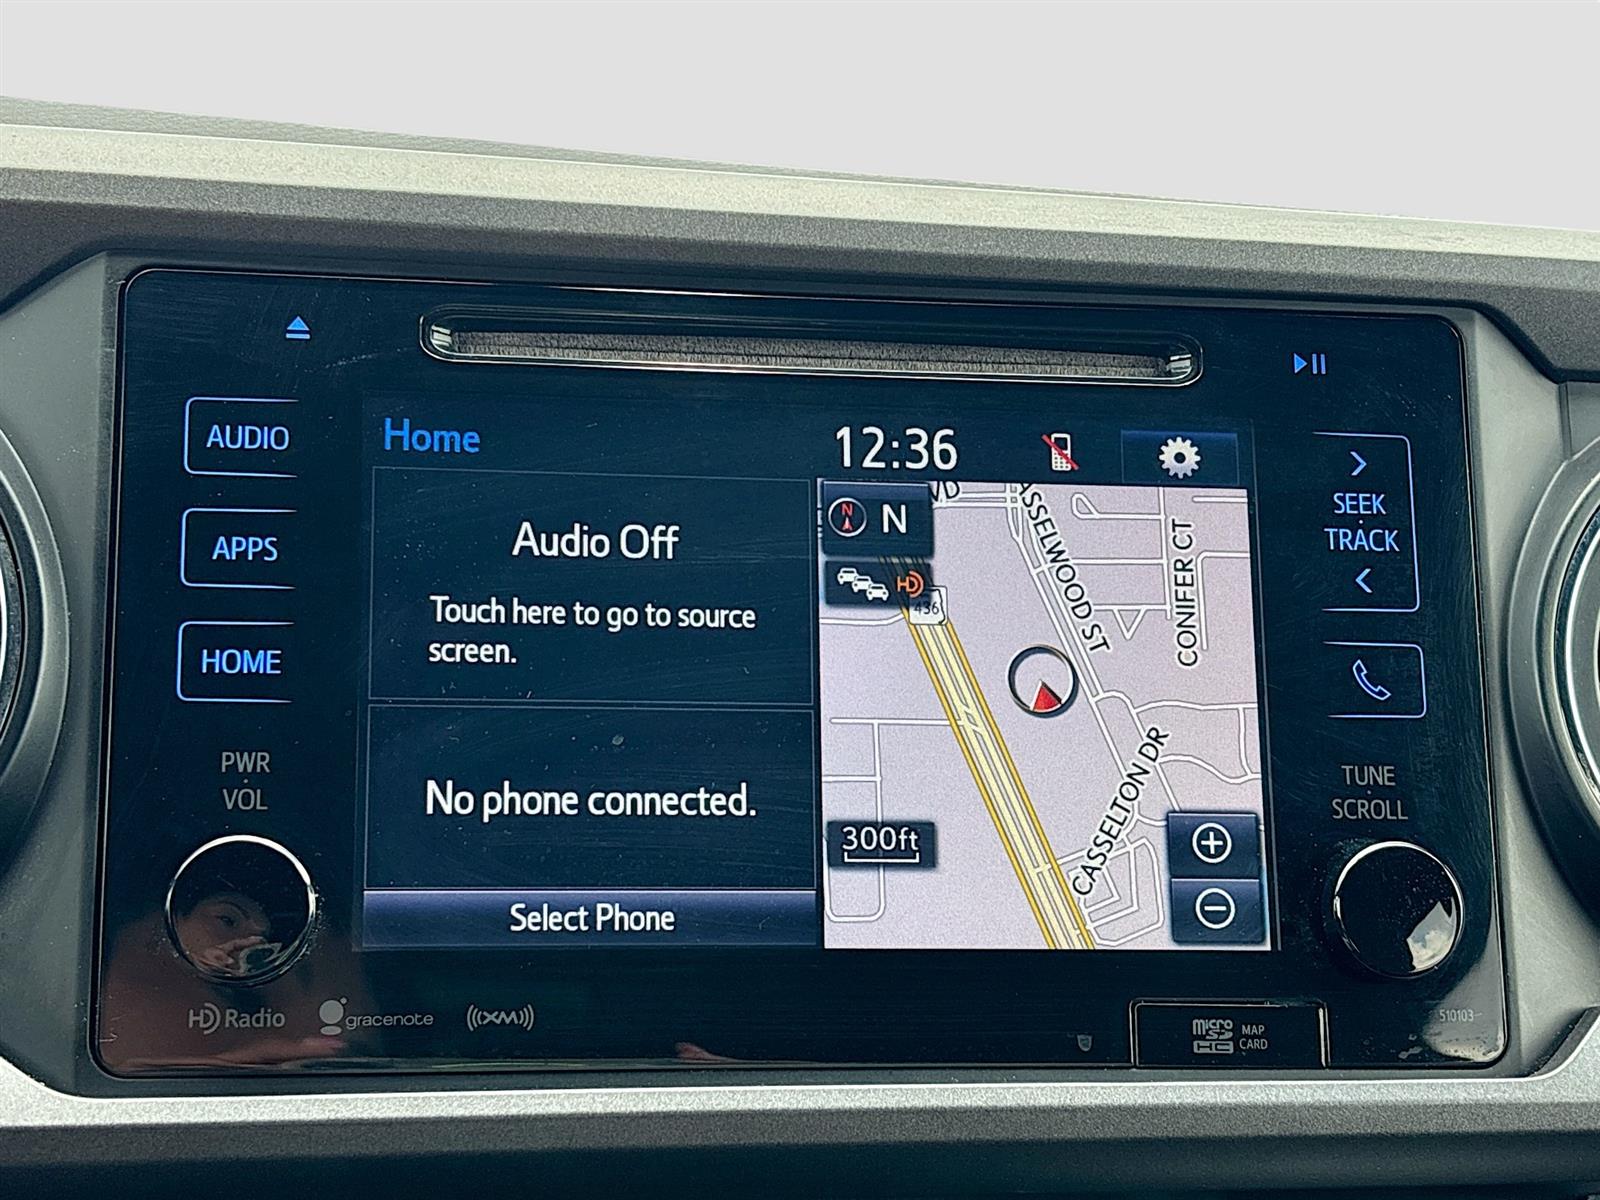 AUDIO
APPS
HOME
PWR
VOL
Home
12:36
Audio Off
Touch here to go to source
screen.
No phone connected.
Select Phone
N
N
HD
436
ASSELWOOD ST
CONIFER CT
CASSELTON DR
300ft
SEEK
TRACK
TUNE
SCROLL
HD Radio
gracenote
((XM))
micro
SD
HC
MAP
CARD
510103